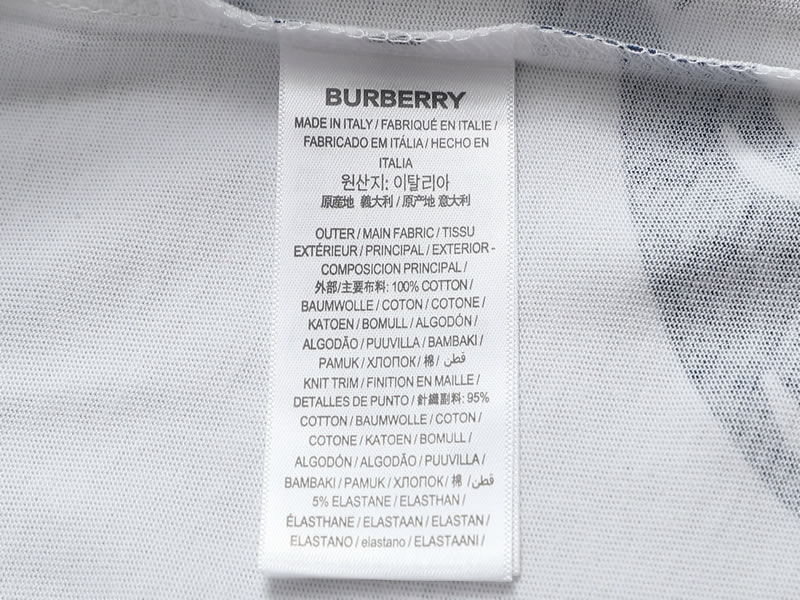 BURBERRY
MADE IN ITALY / FABRIQUÉ EN ITALIE /
FABRICADO EM ITÁLIA / HECHO EN
ITALIA
원산지: 이탈리아
原産地 義大利 / 原产地 意大利
OUTER / MAIN FABRIC / TISSU
EXTÉRIEUR / PRINCIPAL / EXTERIOR -
COMPOSICION PRINCIPAL /
外部/主要布料: 100% COTTON /
BAUMWOLLE / COTON / COTONE /
KATOEN / BOMULL / ALGODÓN /
ALGODÃO / PUUVILLA / BAMBAKI /
PAMUK / ХЛОПОК / 棉 / قطن
KNIT TRIM / FINITION EN MAILLE /
DETALLES DE PUNTO / 針織副料: 95%
COTTON / BAUMWOLLE / COTON /
COTONE / KATOEN / BOMULL /
ALGODÓN / ALGODÃO / PUUVILLA /
BAMBAKI / PAMUK / ХЛОПОК / 棉 / قطن
5% ELASTANE / ELASTHAN /
ÉLASTHANE / ELASTAAN / ELASTAN /
ELASTANO / elastano / ELASTAANI /